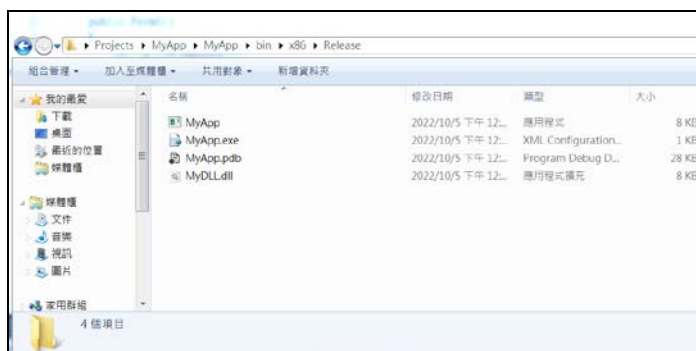 Projects ▸ MyApp ▸ MyApp ▸ bin ▸ x86 ▸ Release
組合管理 加入至媒體櫃 共用對象 新增資料夾
我的最愛
下載
桌面
最近的位置
媒體櫃
媒體櫃
文件
音樂
視訊
圖片
家用群組
名稱 修改日期 類型 大小
MyApp 2022/10/5 下午 12:... 應用程式 8 KB
MyApp.exe 2022/10/5 下午 12:... XML Configuration... 1 KB
MyApp.pdb 2022/10/5 下午 12:... Program Debug D... 28 KB
MyDLL.dll 2022/10/5 下午 12:... 應用程式擴充 8 KB
4 個項目